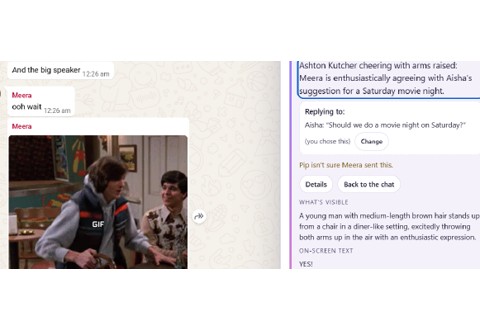 And the big speaker 12:26 am
Meera
ooh wait 12:26 am
Meera
GIF
Ashton Kutcher cheering with arms raised:
Meera is enthusiastically agreeing with Aisha's
suggestion for a Saturday movie night.
Replying to:
Aisha: "Should we do a movie night on Saturday?"
(you chose this) Change
Pip isn't sure Meera sent this.
Details Back to the chat
WHAT'S VISIBLE
A young man with medium-length brown hair stands up
from a chair in a diner-like setting, excitedly throwing
both arms up in the air with an enthusiastic expression.
ON-SCREEN TEXT
YES!